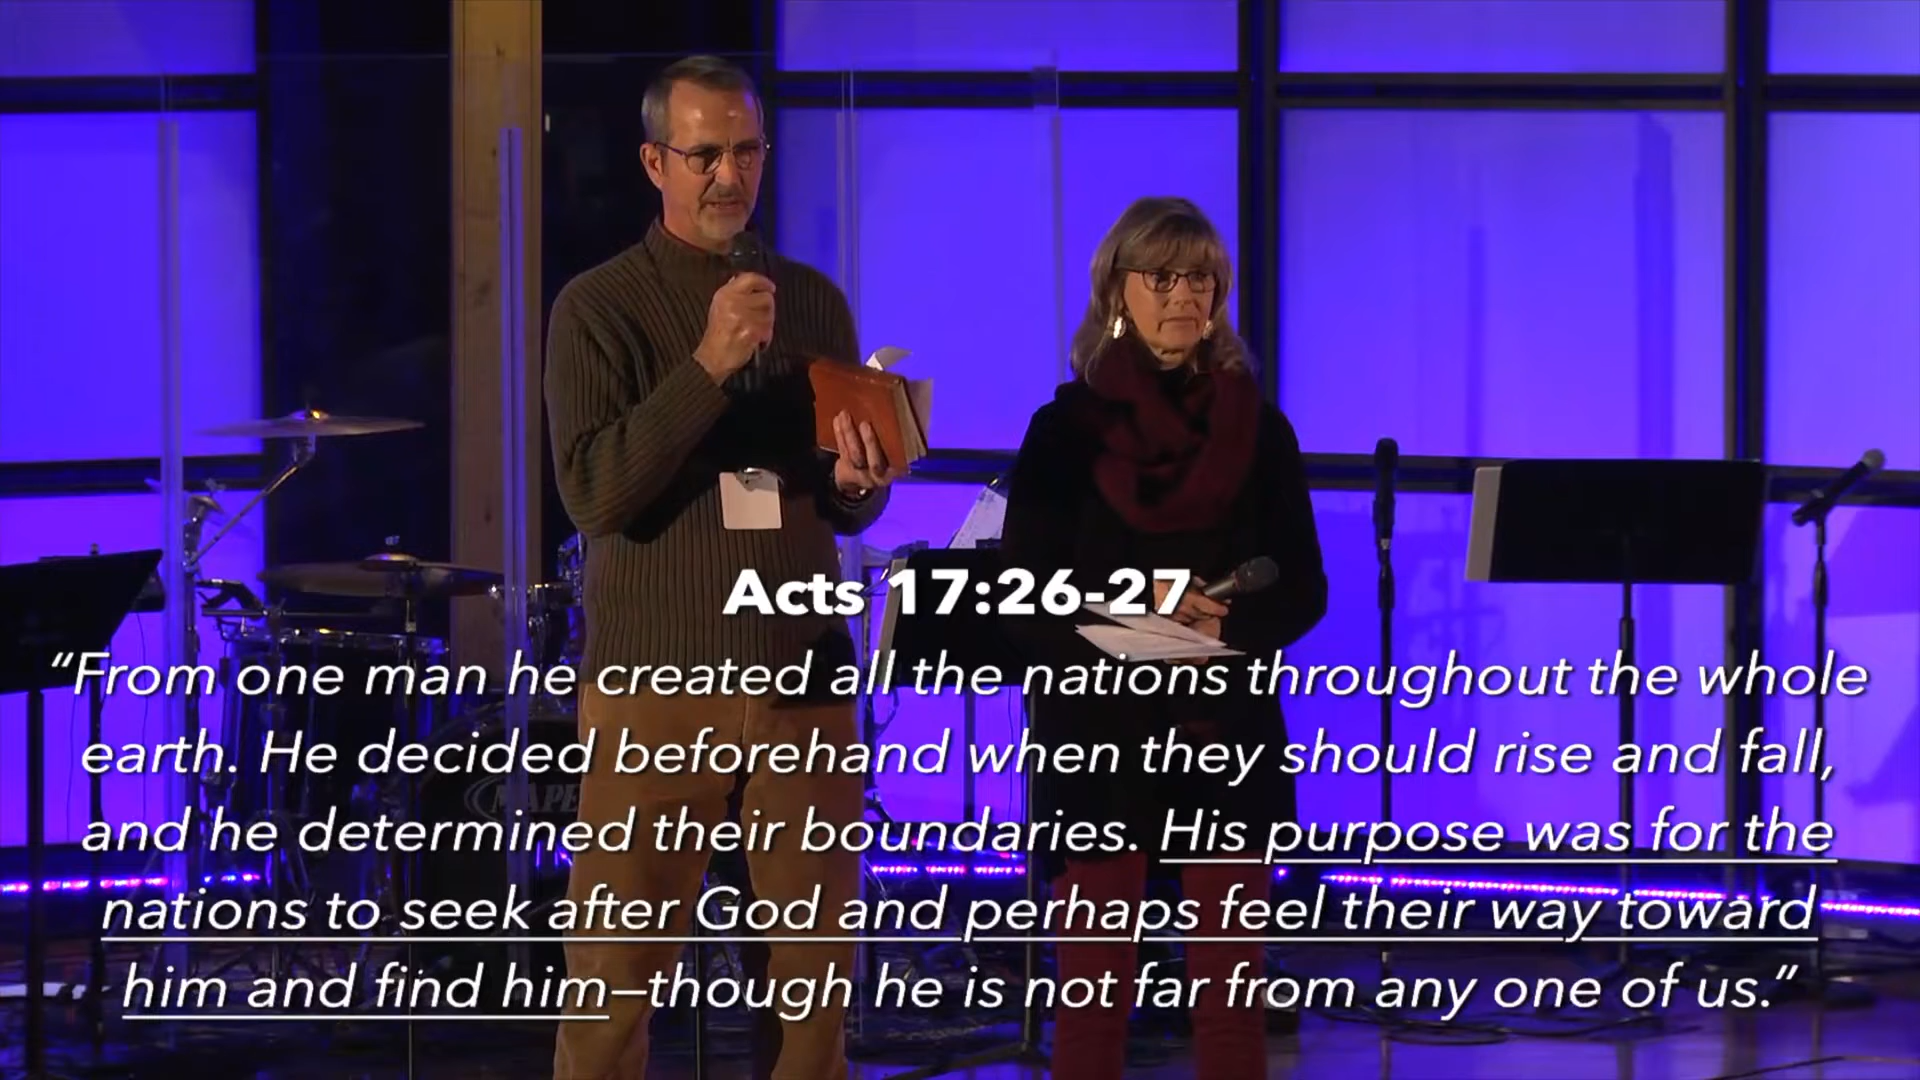 Acts 17:26-27
“From one man he created all the nations throughout the whole
earth. He decided beforehand when they should rise and fall,
and he determined their boundaries. His purpose was for the
nations to seek after God and perhaps feel their way toward
him and find him—though he is not far from any one of us.”